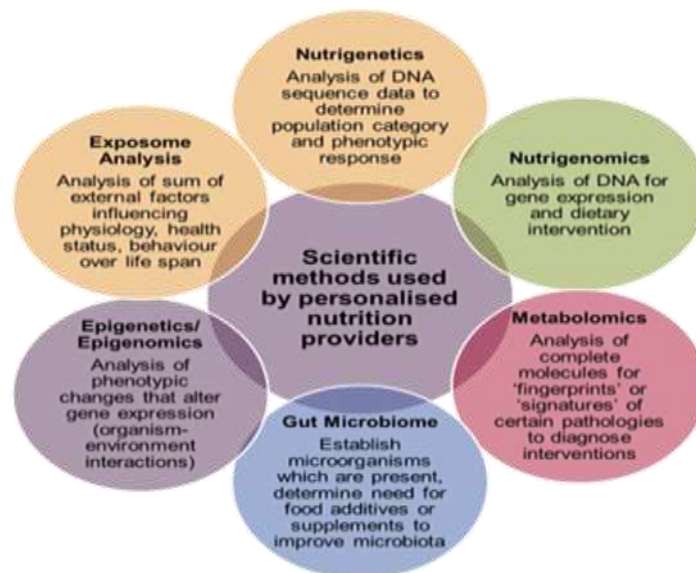 Nutrigenetics
Analysis of DNA
sequence data to
determine
population category
and phenotypic
response
Exposome
Analysis
Analysis of sum of
external factors
influencing
physiology, health
status, behaviour
over life span
Nutrigenomics
Analysis of DNA for
gene expression
and dietary
intervention
Scientific
methods used
by personalised
nutrition
providers
Epigenetics/
Epigenomics
Analysis of
phenotypic
changes that alter
gene expression
(organism-
environment
interactions)
Metabolomics
Analysis of
complete
molecules for
'fingerprints' or
'signatures' of
certain pathologies
to diagnose
interventions
Gut Microbiome
Establish
microorganisms
which are present,
determine need for
food additives or
supplements to
improve microbiota